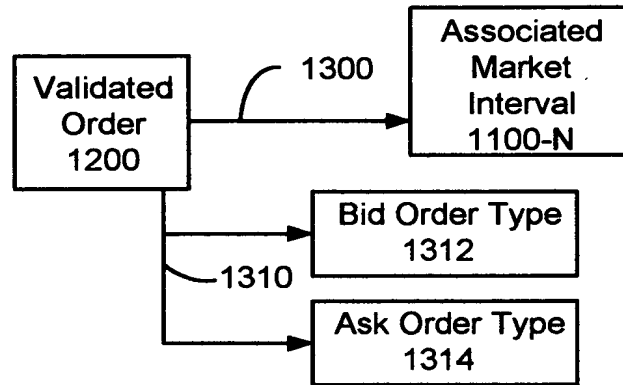 Validated
Order
1200
1300
Associated
Market
Interval
1100-N
Bid Order Type
1312
1310
Ask Order Type
1314